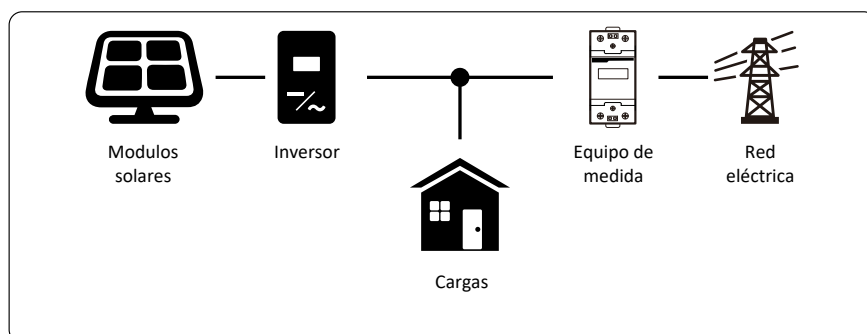 Modulos
solares
Inversor
Equipo de
medida
Red
eléctrica
Cargas